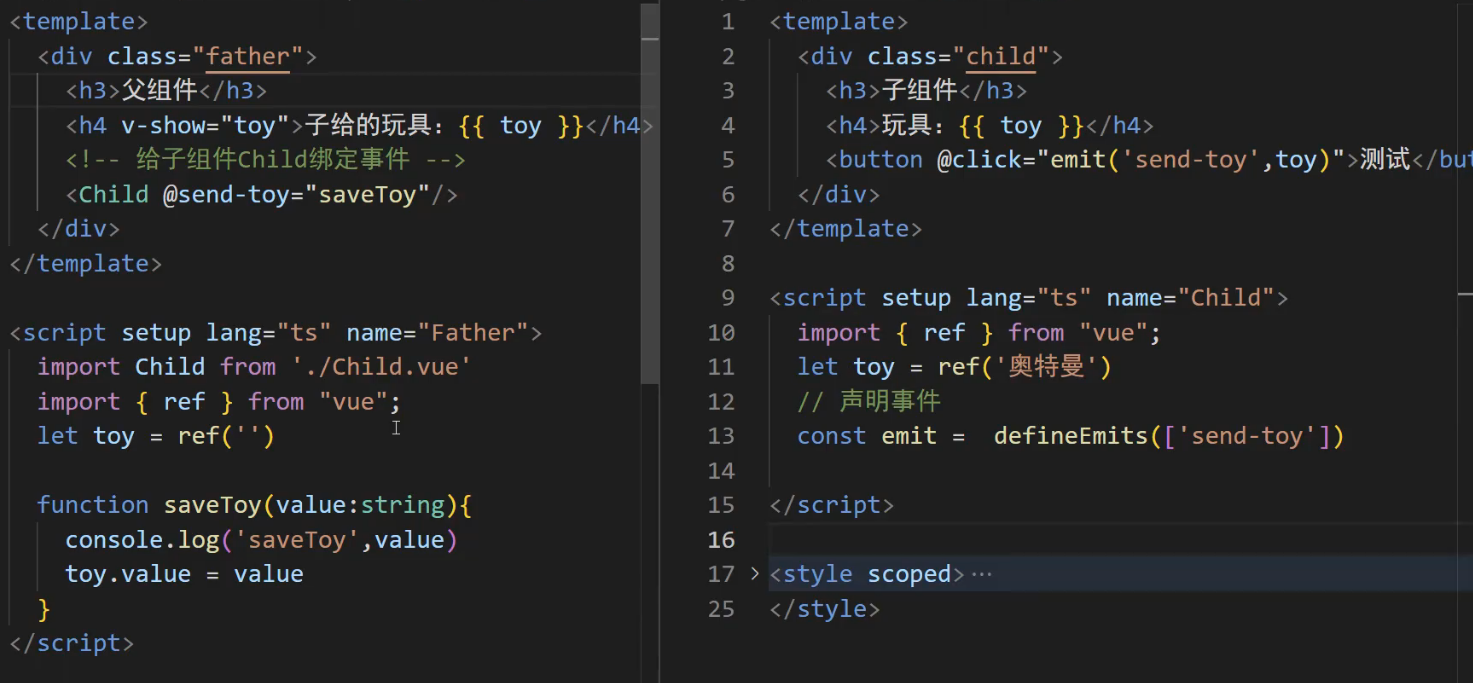 <template>
<div class="father">
<h3>父组件</h3>
<h4 v-show="toy">子给的玩具：{{ toy }}</h4>
<!-- 给子组件Child绑定事件 -->
<Child @send-toy="saveToy"/>
</div>
</template>
<script setup lang="ts" name="Father">
import Child from './Child.vue'
import { ref } from "vue";
let toy = ref('')
function saveToy(value:string){
console.log('saveToy',value)
toy.value = value
}
</script>
1 <template>
2 <div class="child">
3 <h3>子组件</h3>
4 <h4>玩具：{{ toy }}</h4>
5 <button @click="emit('send-toy',toy)">测试</but
6 </div>
7 </template>
8
9 <script setup lang="ts" name="Child">
10 import { ref } from "vue";
11 let toy = ref('奥特曼')
12 // 声明事件
13 const emit =  defineEmits(['send-toy'])
14
15 </script>
16
17 <style scoped>···
25 </style>